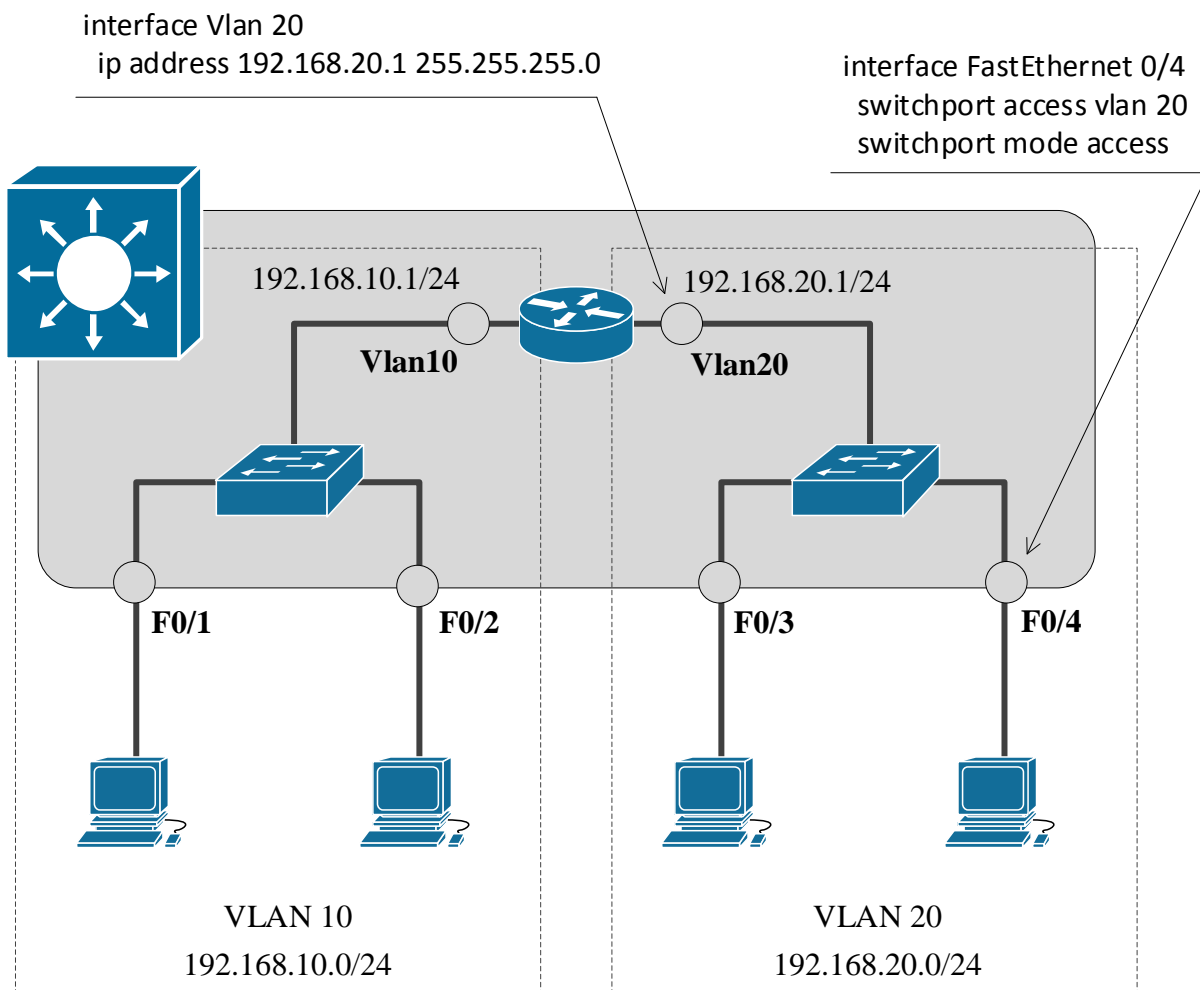 interface Vlan 20
ip address 192.168.20.1 255.255.255.0
interface FastEthernet 0/4
switchport access vlan 20
switchport mode access
192.168.10.1/24
192.168.20.1/24
Vlan10
Vlan20
F0/1
F0/2
F0/3
F0/4
VLAN 10
192.168.10.0/24
VLAN 20
192.168.20.0/24